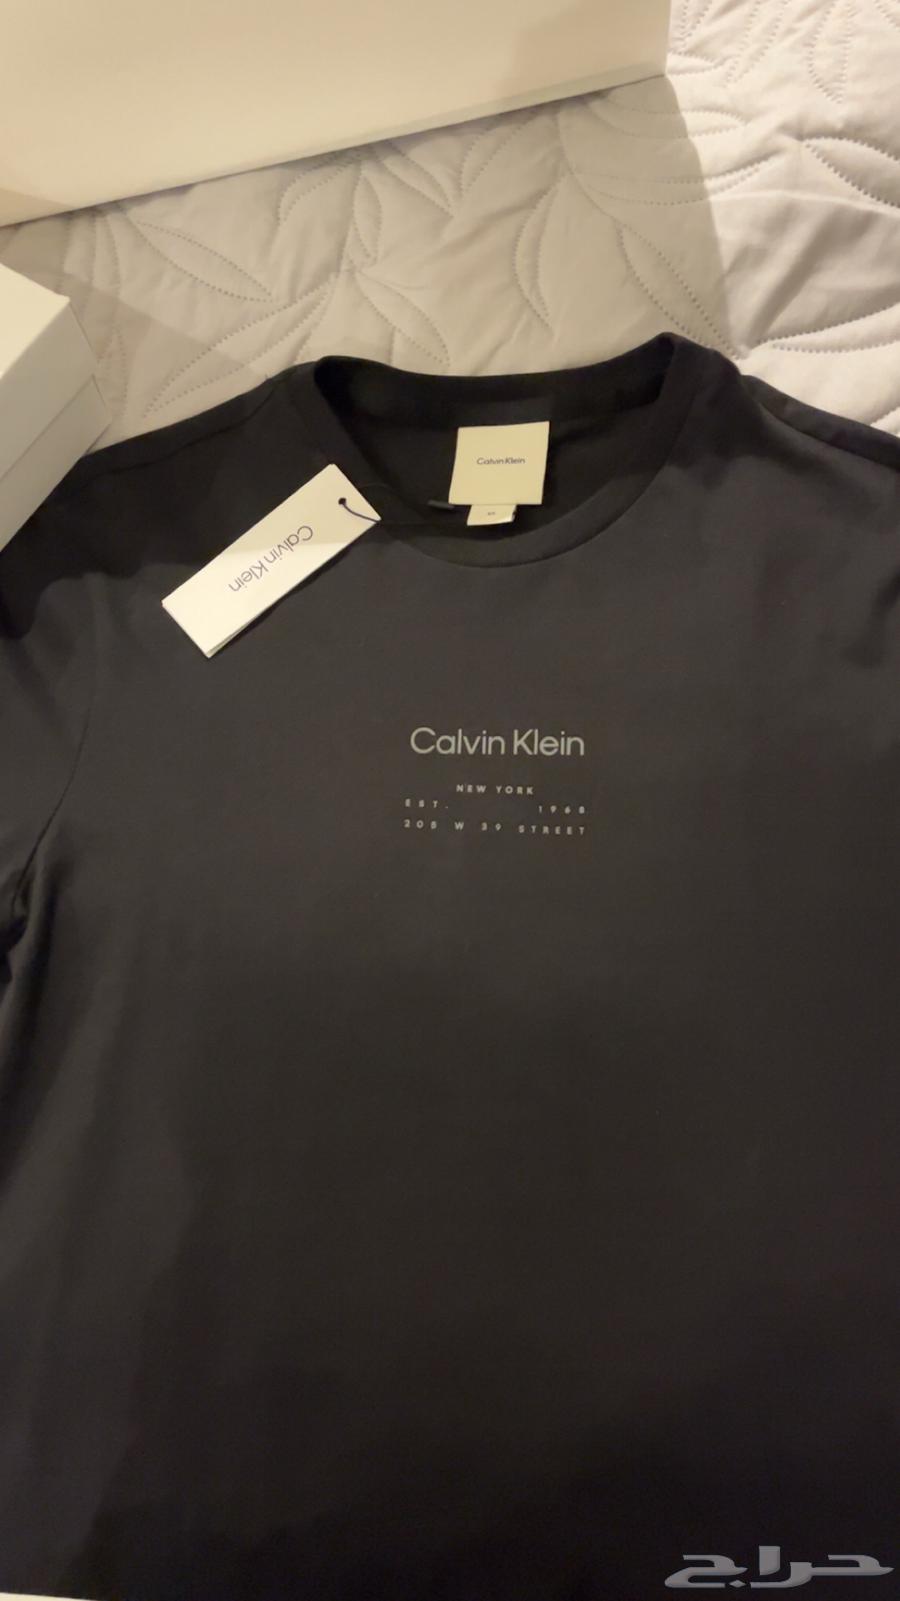 Calvin Klein
Calvin Klein
Calvin Klein
NEW YORK
EST. 1968
205 W 39 STREET
حراج